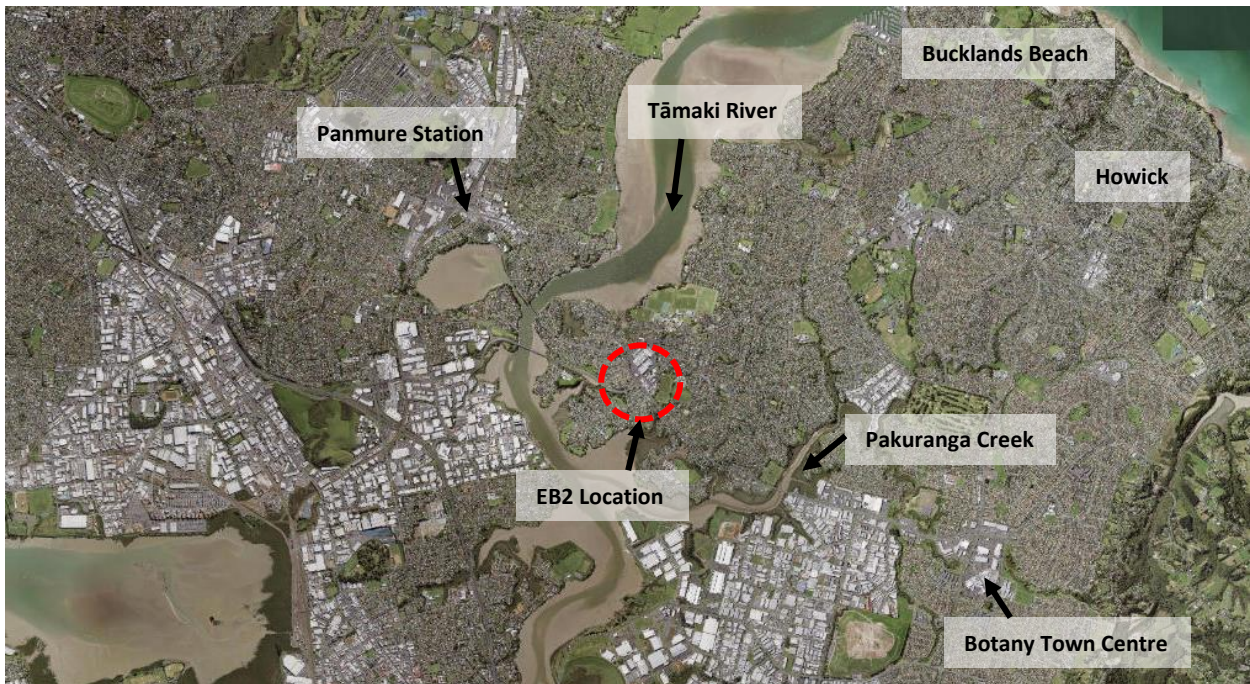 Bucklands Beach
Tāmaki River
Panmure Station
Howick
Pakuranga Creek
EB2 Location
Botany Town Centre